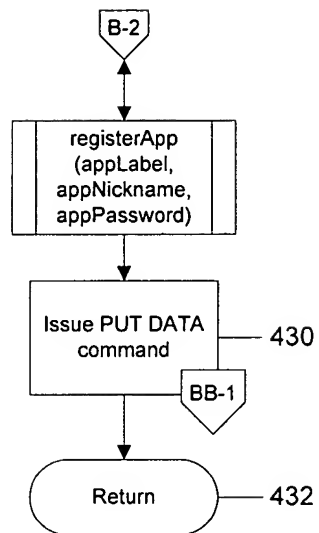 B-2
registerApp
(appLabel,
appNickname,
appPassword)
Issue PUT DATA
command
430
BB-1
Return
432